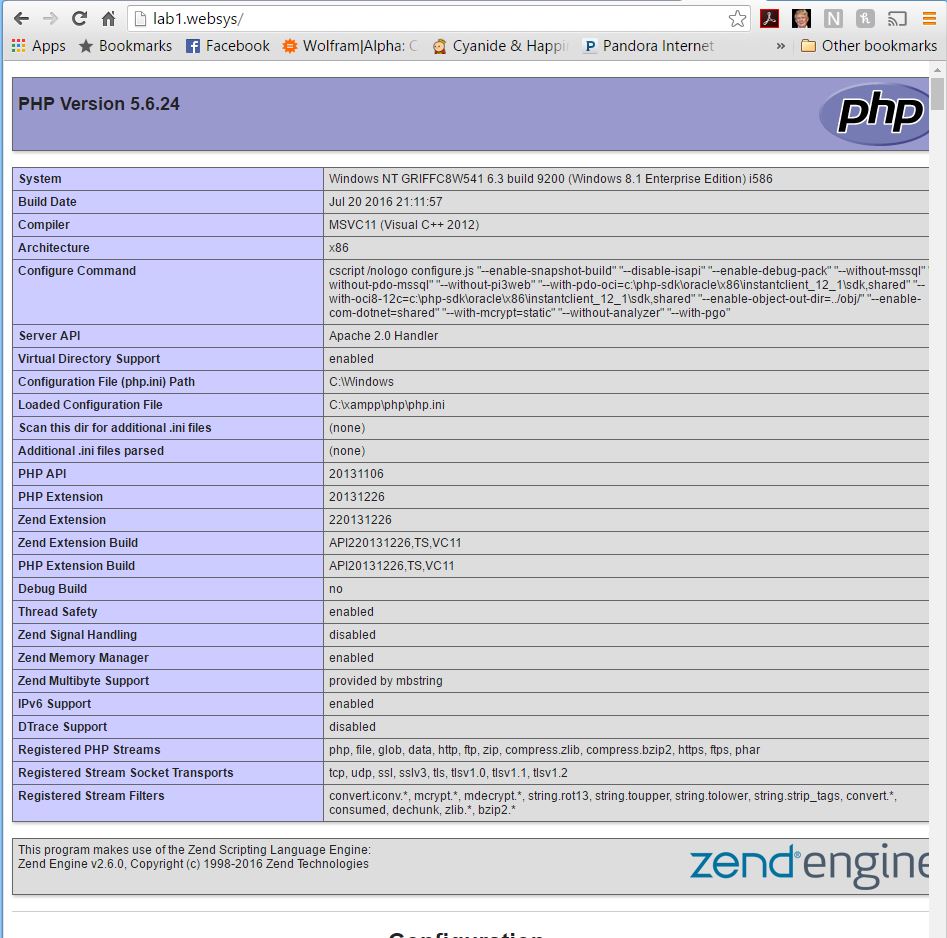 lab1.websys/
Apps Bookmarks Facebook Wolfram|Alpha: C Cyanide & Happi Pandora Internet » Other bookmarks
PHP Version 5.6.24
php
System Windows NT GRIFFC8W541 6.3 build 9200 (Windows 8.1 Enterprise Edition) i586
Build Date Jul 20 2016 21:11:57
Compiler MSVC11 (Visual C++ 2012)
Architecture x86
Configure Command cscript /nologo configure.js "--enable-snapshot-build" "--disable-isapi" "--enable-debug-pack" "--without-mssql" "
without-pdo-mssql" "--without-pi3web" "--with-pdo-oci=c:\php-sdk\oracle\x86\instantclient_12_1\sdk,shared" "--
with-oci8-12c=c:\php-sdk\oracle\x86\instantclient_12_1\sdk,shared" "--enable-object-out-dir=../obj/" "--enable-
com-dotnet=shared" "--with-mcrypt=static" "--without-analyzer" "--with-pgo"
Server API Apache 2.0 Handler
Virtual Directory Support enabled
Configuration File (php.ini) Path C:\Windows
Loaded Configuration File C:\xampp\php\php.ini
Scan this dir for additional .ini files (none)
Additional .ini files parsed (none)
PHP API 20131106
PHP Extension 20131226
Zend Extension 220131226
Zend Extension Build API220131226,TS,VC11
PHP Extension Build API20131226,TS,VC11
Debug Build no
Thread Safety enabled
Zend Signal Handling disabled
Zend Memory Manager enabled
Zend Multibyte Support provided by mbstring
IPv6 Support enabled
DTrace Support disabled
Registered PHP Streams php, file, glob, data, http, ftp, zip, compress.zlib, compress.bzip2, https, ftps, phar
Registered Stream Socket Transports tcp, udp, ssl, sslv3, tls, tlsv1.0, tlsv1.1, tlsv1.2
Registered Stream Filters convert.iconv.*, mcrypt.*, mdecrypt.*, string.rot13, string.toupper, string.tolower, string.strip_tags, convert.*,
consumed, dechunk, zlib.*, bzip2.*
This program makes use of the Zend Scripting Language Engine:
Zend Engine v2.6.0, Copyright (c) 1998-2016 Zend Technologies
zend® engine
Configuration